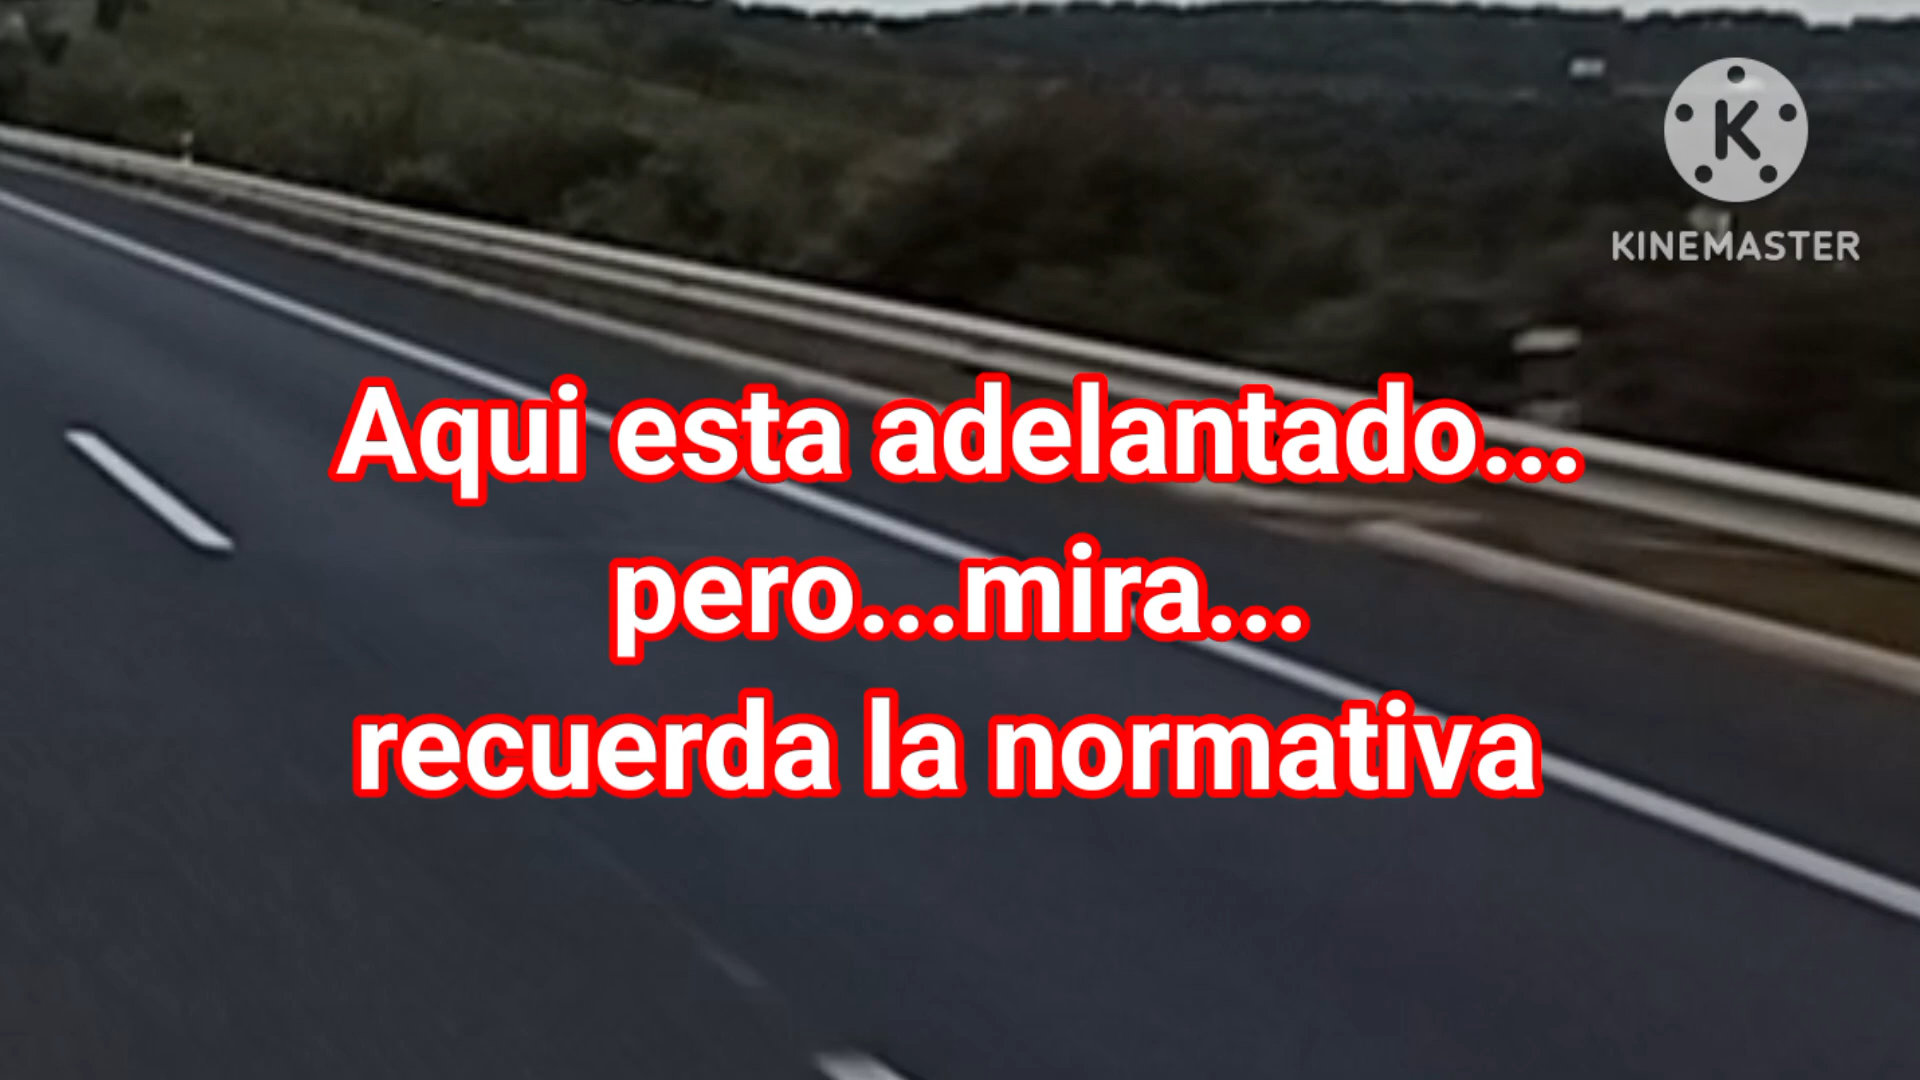 K
KINEMASTER
Aqui esta adelantado...
pero...mira...
recuerda la normativa